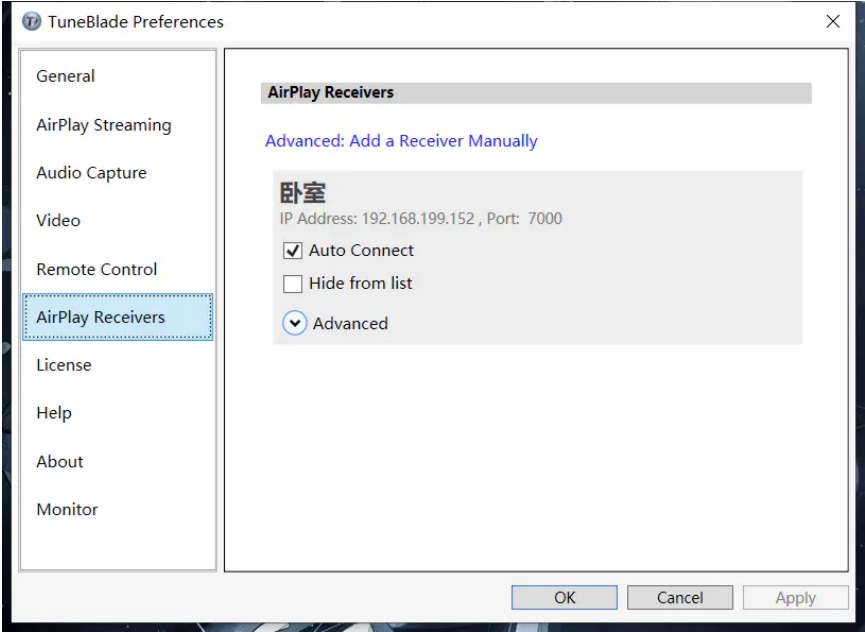 TuneBlade Preferences
General
AirPlay Streaming
Audio Capture
Video
Remote Control
AirPlay Receivers
License
Help
About
Monitor
AirPlay Receivers
Advanced: Add a Receiver Manually
卧室
IP Address: 192.168.199.152 , Port: 7000
Auto Connect
Hide from list
Advanced
OK Cancel Apply